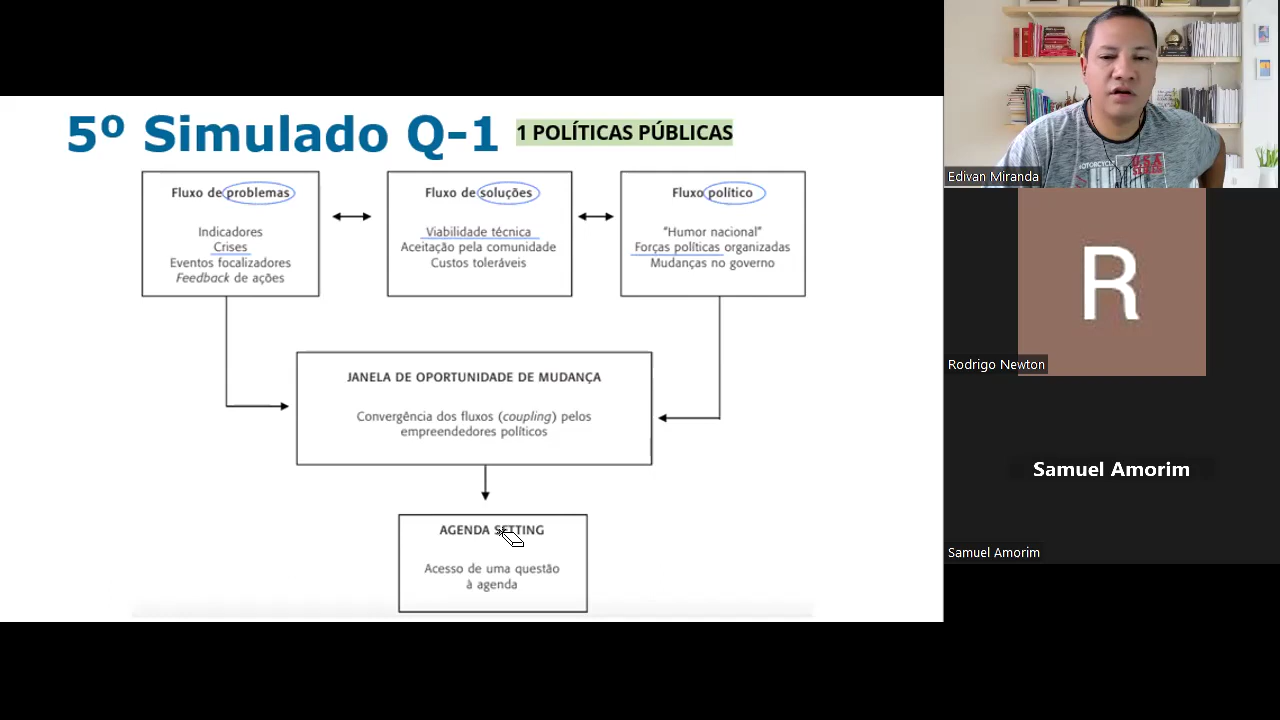 5º Simulado Q-1
1 POLÍTICAS PÚBLICAS
Fluxo de problemas
Indicadores
Crises
Eventos focalizadores
Feedback de ações
Fluxo de soluções
Viabilidade técnica
Aceitação pela comunidade
Custos toleráveis
Fluxo político
"Humor nacional"
Forças políticas organizadas
Mudanças no governo
JANELA DE OPORTUNIDADE DE MUDANÇA
Convergência dos fluxos (coupling) pelos
empreendedores políticos
AGENDA SETTING
Acesso de uma questão
à agenda
Edivan Miranda
R
Rodrigo Newton
Samuel Amorim
Samuel Amorim